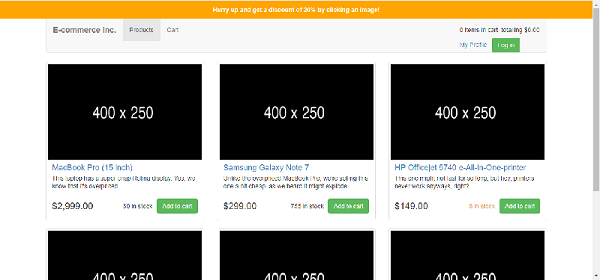 Hurry up and get a discount of 20% by clicking an image!
E-commerce Inc. Products Cart 0 items in cart, totalling $0.00
My Profile Log in
400 x 250 400 x 250 400 x 250
MacBook Pro (15 inch) Samsung Galaxy Note 7 HP OfficeJet 5740 e-All-in-One-printer
This laptop has a super crisp Retina display. Yes, we Unlike the overpriced MacBook Pro, we're selling this This one might not last for so long, but hey, printers
know that it's overpriced... one a bit cheap, as we heard it might explode never work anyways, right?
$2,999.00 50 in stock Add to cart $299.00 755 in stock Add to cart $149.00 5 in stock Add to cart
400 x 250 400 x 250 400 x 250